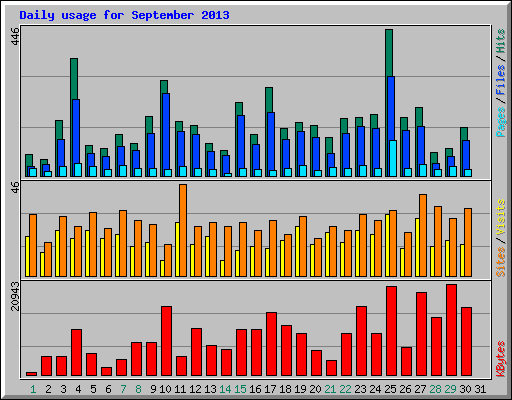 Daily usage for September 2013
446
Pages / Files / Hits
46
Sites / Visits
20943
KBytes
1 2 3 4 5 6 7 8 9 10 11 12 13 14 15 16 17 18 19 20 21 22 23 24 25 26 27 28 29 30 31